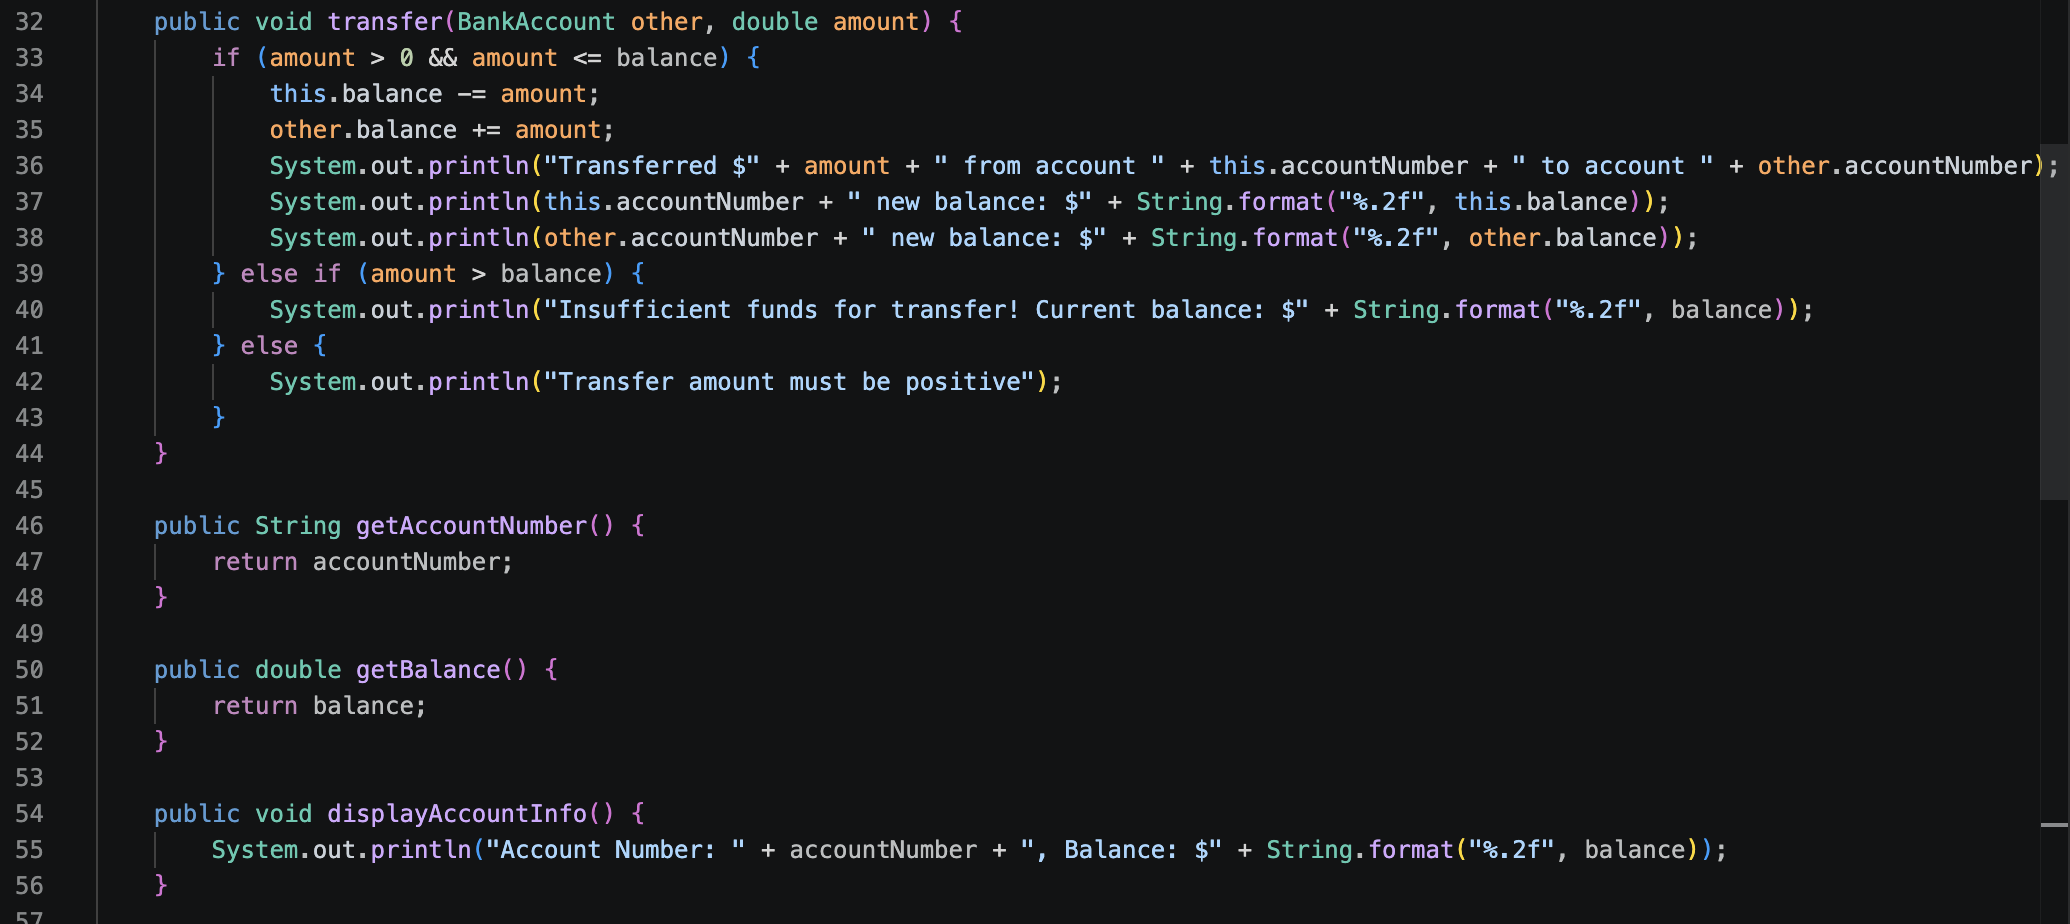 32 public void transfer(BankAccount other, double amount) {
33 if (amount > 0 && amount <= balance) {
34 this.balance -= amount;
35 other.balance += amount;
36 System.out.println("Transferred $" + amount + " from account " + this.accountNumber + " to account " + other.accountNumber);
37 System.out.println(this.accountNumber + " new balance: $" + String.format("%.2f", this.balance));
38 System.out.println(other.accountNumber + " new balance: $" + String.format("%.2f", other.balance));
39 } else if (amount > balance) {
40 System.out.println("Insufficient funds for transfer! Current balance: $" + String.format("%.2f", balance));
41 } else {
42 System.out.println("Transfer amount must be positive");
43 }
44 }
45
46 public String getAccountNumber() {
47 return accountNumber;
48 }
49
50 public double getBalance() {
51 return balance;
52 }
53
54 public void displayAccountInfo() {
55 System.out.println("Account Number: " + accountNumber + ", Balance: $" + String.format("%.2f", balance));
56 }
57